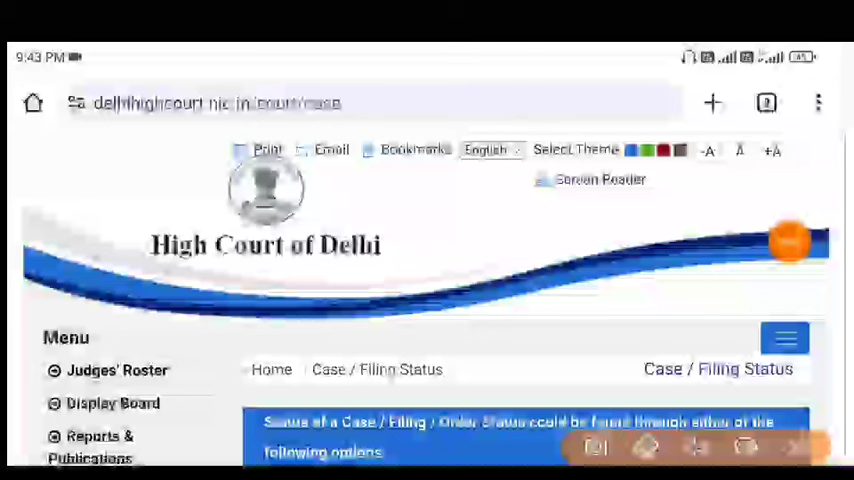 9:43 PM
delhihighcourt.nic.in/court/case
Print Email Bookmarks English Select Theme -A A +A
Screen Reader
High Court of Delhi
Menu
Judges' Roster
Home Case / Filing Status Case / Filing Status
Display Board
Status of a Case / Filing / Order Status could be found through either of the
following options
Reports &
Publications